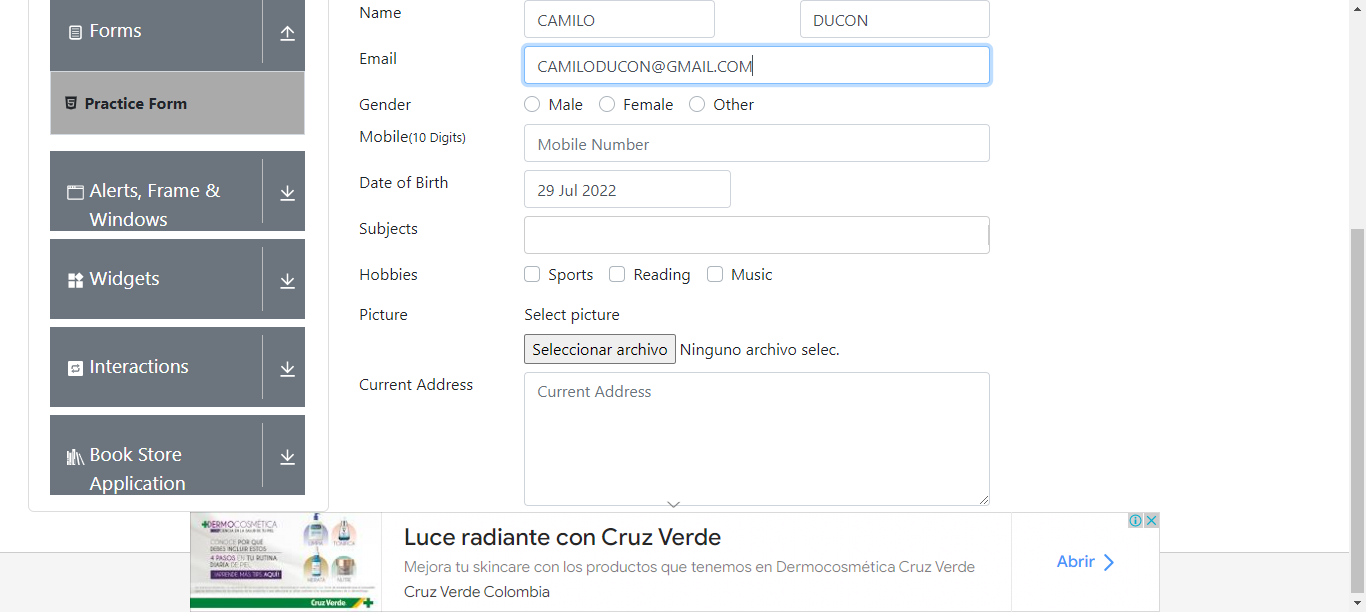 Forms
Practice Form
Alerts, Frame &
Windows
Widgets
Interactions
Book Store
Application
Name
CAMILO DUCON
Email
CAMILODUCON@GMAIL.COM
Gender
Male Female Other
Mobile(10 Digits)
Mobile Number
Date of Birth
29 Jul 2022
Subjects
Hobbies
Sports Reading Music
Picture
Select picture
Seleccionar archivo Ninguno archivo selec.
Current Address
Current Address
DERMOCOSMÉTICA
CONOCE POR QUÉ
DEBES INCLUIR ESTOS
4 PASOS EN TU RUTINA
DIARIA DE PIEL
¡APRENDE MÁS TIPS AQUÍ!
LIMPIA
TONIFICA
HIDRATA
NUTRE
Cruz Verde
Luce radiante con Cruz Verde
Mejora tu skincare con los productos que tenemos en Dermocosmética Cruz Verde
Cruz Verde Colombia
Abrir